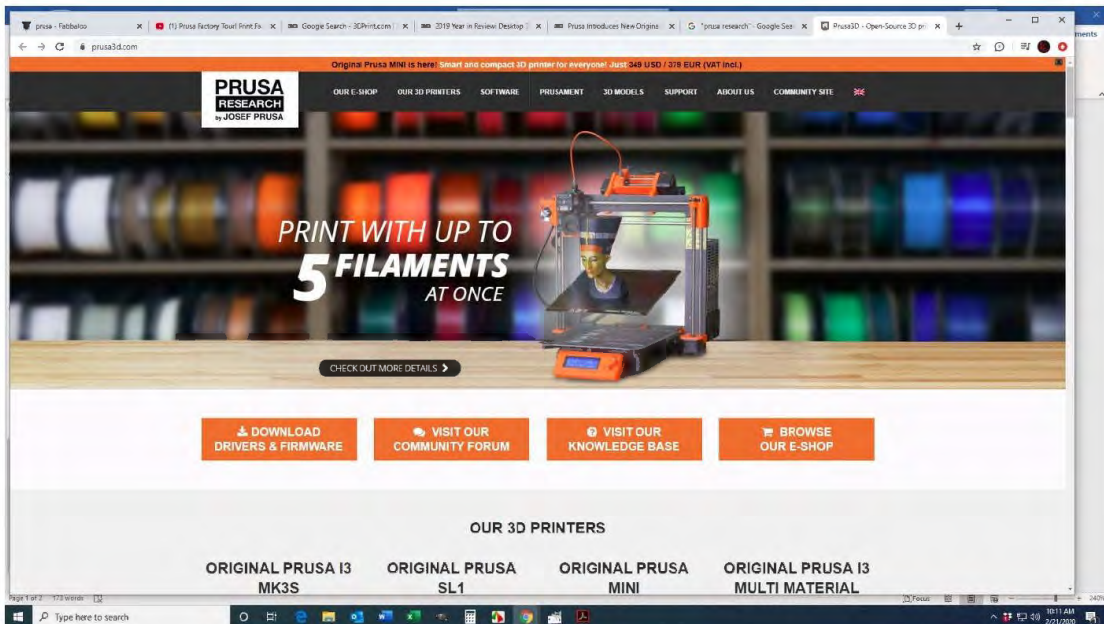 prusa - Fabbaloo
(1) Prusa Factory Tour! Print Fa
Google Search - 3DPrint.com |
2019 Year in Review: Desktop
Prusa Introduces New Origina
"prusa research" - Google Sea
Prusa3D - Open-Source 3D pr
prusa3d.com
ments
Original Prusa MINI is here! Smart and compact 3D printer for everyone! Just 349 USD / 379 EUR (VAT incl.)
PRUSA
RESEARCH
by JOSEF PRUSA
OUR E-SHOP OUR 3D PRINTERS SOFTWARE PRUSAMENT 3D MODELS SUPPORT ABOUT US COMMUNITY SITE
PRINT WITH UP TO
5 FILAMENTS
AT ONCE
CHECK OUT MORE DETAILS
DOWNLOAD
DRIVERS & FIRMWARE
VISIT OUR
COMMUNITY FORUM
VISIT OUR
KNOWLEDGE BASE
BROWSE
OUR E-SHOP
OUR 3D PRINTERS
ORIGINAL PRUSA I3
MK3S
ORIGINAL PRUSA
SL1
ORIGINAL PRUSA
MINI
ORIGINAL PRUSA I3
MULTI MATERIAL
Page 1 of 2 173 words
Focus
240%
Type here to search
10:11 AM
2/21/2020